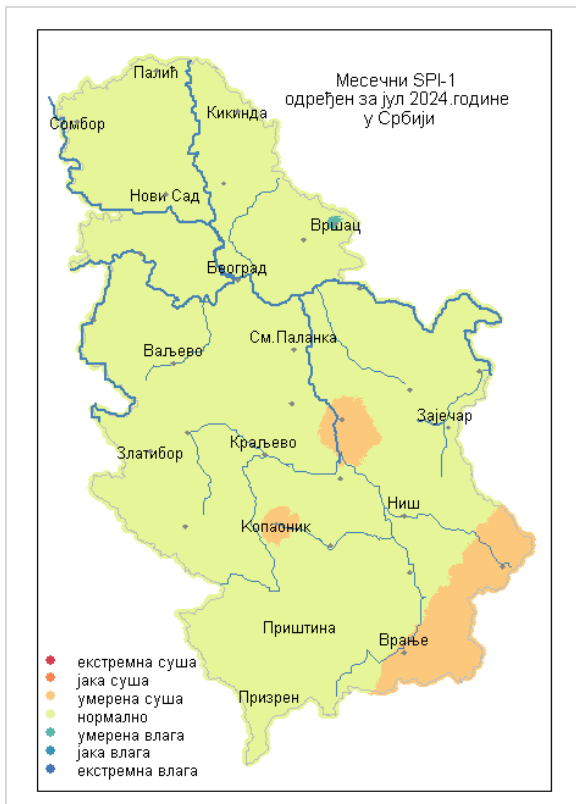 Месечни SPI-1
одређен за јул 2024.године
у Србији
Палић
Кикинда
Сомбор
Нови Сад
Вршац
Београд
См.Паланка
Ваљево
Зајечар
Краљево
Златибор
Ниш
Копаоник
Приштина
Врање
Призрен
екстремна суша
јака суша
умерена суша
нормално
умерена влага
јака влага
екстремна влага